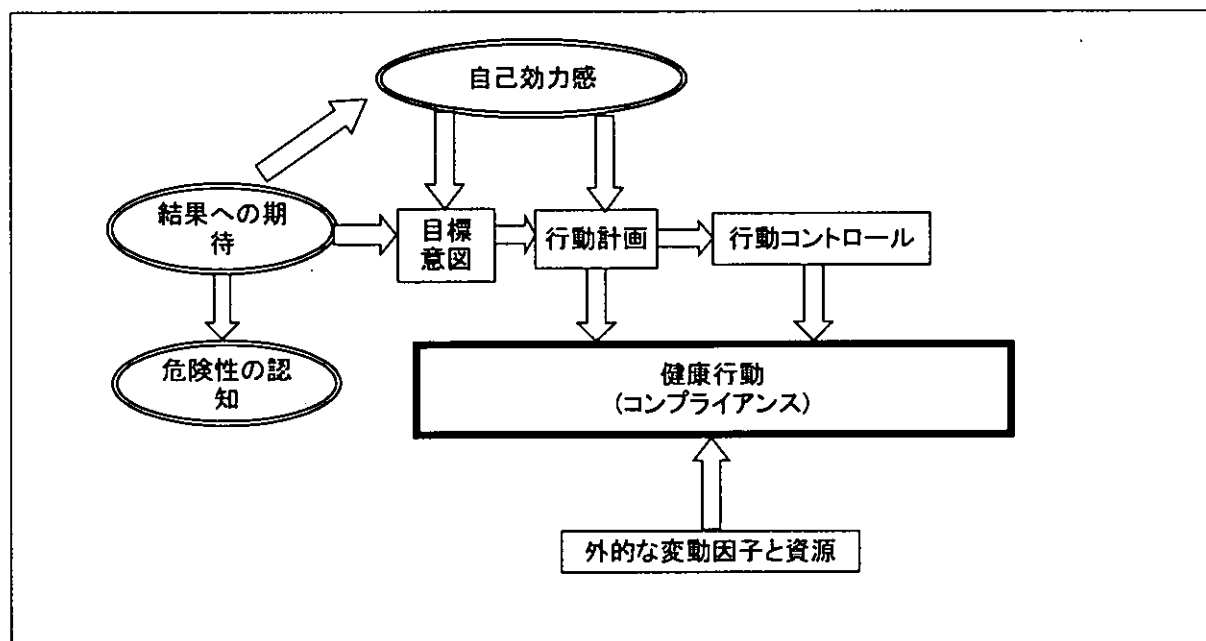 自己効力感
結果への期
待
目標
意図
行動計画
行動コントロール
危険性の認
知
健康行動
(コンプライアンス)
外的な変動因子と資源